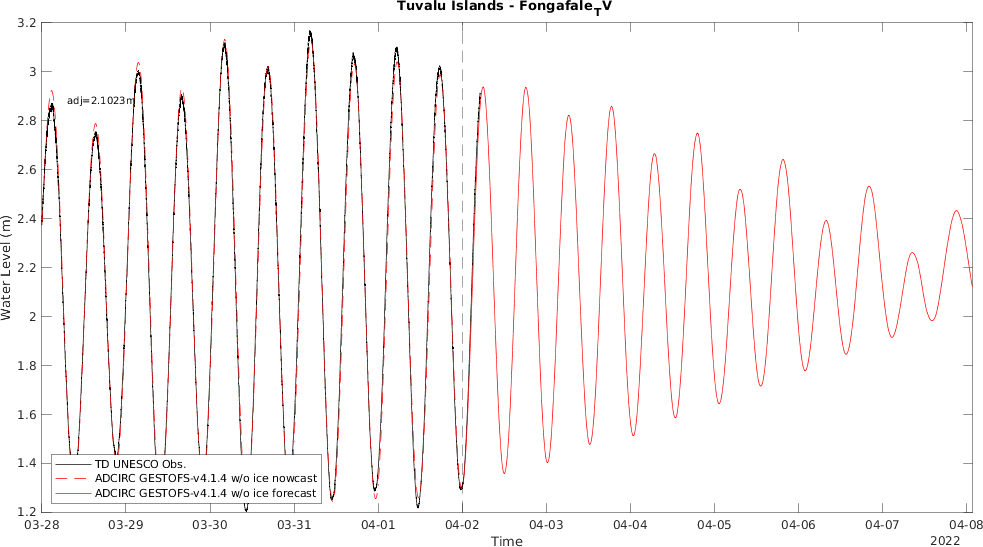 Tuvalu Islands - Fongafale_TV
3.2
3
2.8
2.6
2.4
2.2
2
1.8
1.6
1.4
1.2
Water Level (m)
adj=2.1023m
TD UNESCO Obs.
ADCIRC GESTOFS-v4.1.4 w/o ice nowcast
ADCIRC GESTOFS-v4.1.4 w/o ice forecast
03-28 03-29 03-30 03-31 04-01 04-02 04-03 04-04 04-05 04-06 04-07 04-08
Time
2022